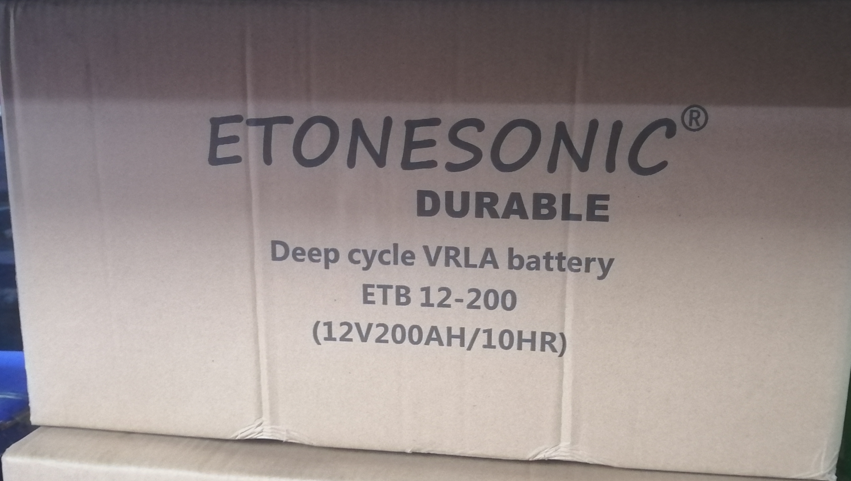 ETONESONIC®
DURABLE
Deep cycle VRLA battery
ETB 12-200
(12V200AH/10HR)